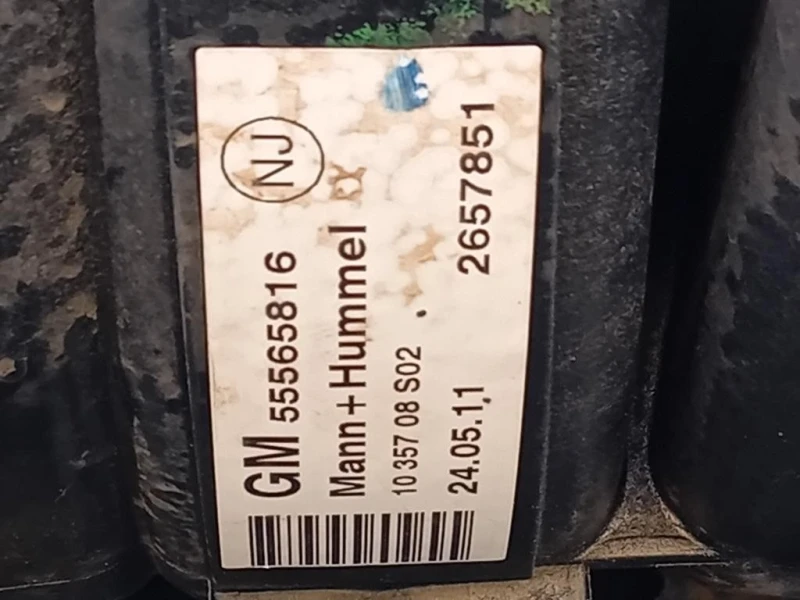 GM 55565816 NJ
Mann+Hummel
10 357 08 S02
24.05.11 2657851